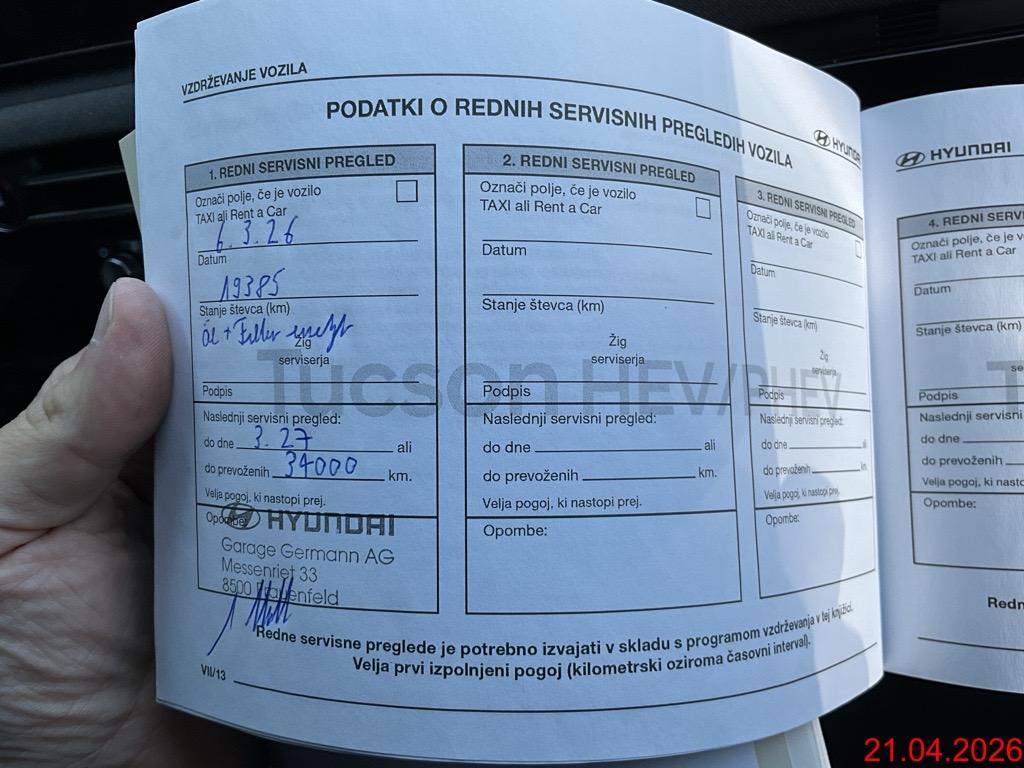 VZDRŽEVANJE VOZILA
PODATKI O REDNIH SERVISNIH PREGLEDIH VOZILA
HYUNDAI
1. REDNI SERVISNI PREGLED
Označi polje, če je vozilo
TAXI ali Rent a Car
6.3.26
Datum
19385
Stanje števca (km)
Öl + Filter
Žig
serviserja
Podpis
Naslednji servisni pregled:
do dne 3.27 ali
do prevoženih 34000 km.
Velja pogoj, ki nastopi prej.
Opombe:
HYUNDAI
Garage Germann AG
Messenriet 33
8500 Frauenfeld
2. REDNI SERVISNI PREGLED
Označi polje, če je vozilo
TAXI ali Rent a Car
Datum
Stanje števca (km)
Žig
serviserja
Podpis
Naslednji servisni pregled:
do dne ali
do prevoženih km.
Velja pogoj, ki nastopi prej.
Opombe:
3. REDNI SERVISNI PREGLED
Označi polje, če je vozilo
TAXI ali Rent a Car
Datum
Stanje števca (km)
Žig
serviserja
Podpis
Naslednji servisni pregled:
do dne ali
do prevoženih km.
Velja pogoj, ki nastopi prej.
Opombe:
Tucson HEV/PHEV
Redne servisne preglede je potrebno izvajati v skladu s programom vzdrževanja v tej knjižici.
Velja prvi izpolnjeni pogoj (kilometrski oziroma časovni interval).
VII/13
HYUNDAI
4. REDNI
Označi polje, če je
TAXI ali Rent a Car
Datum
Stanje števca (km)
Podpis
Naslednji servisni
do dne
do prevoženih
Velja pogoj, ki nasto
Opombe:
21.04.2026